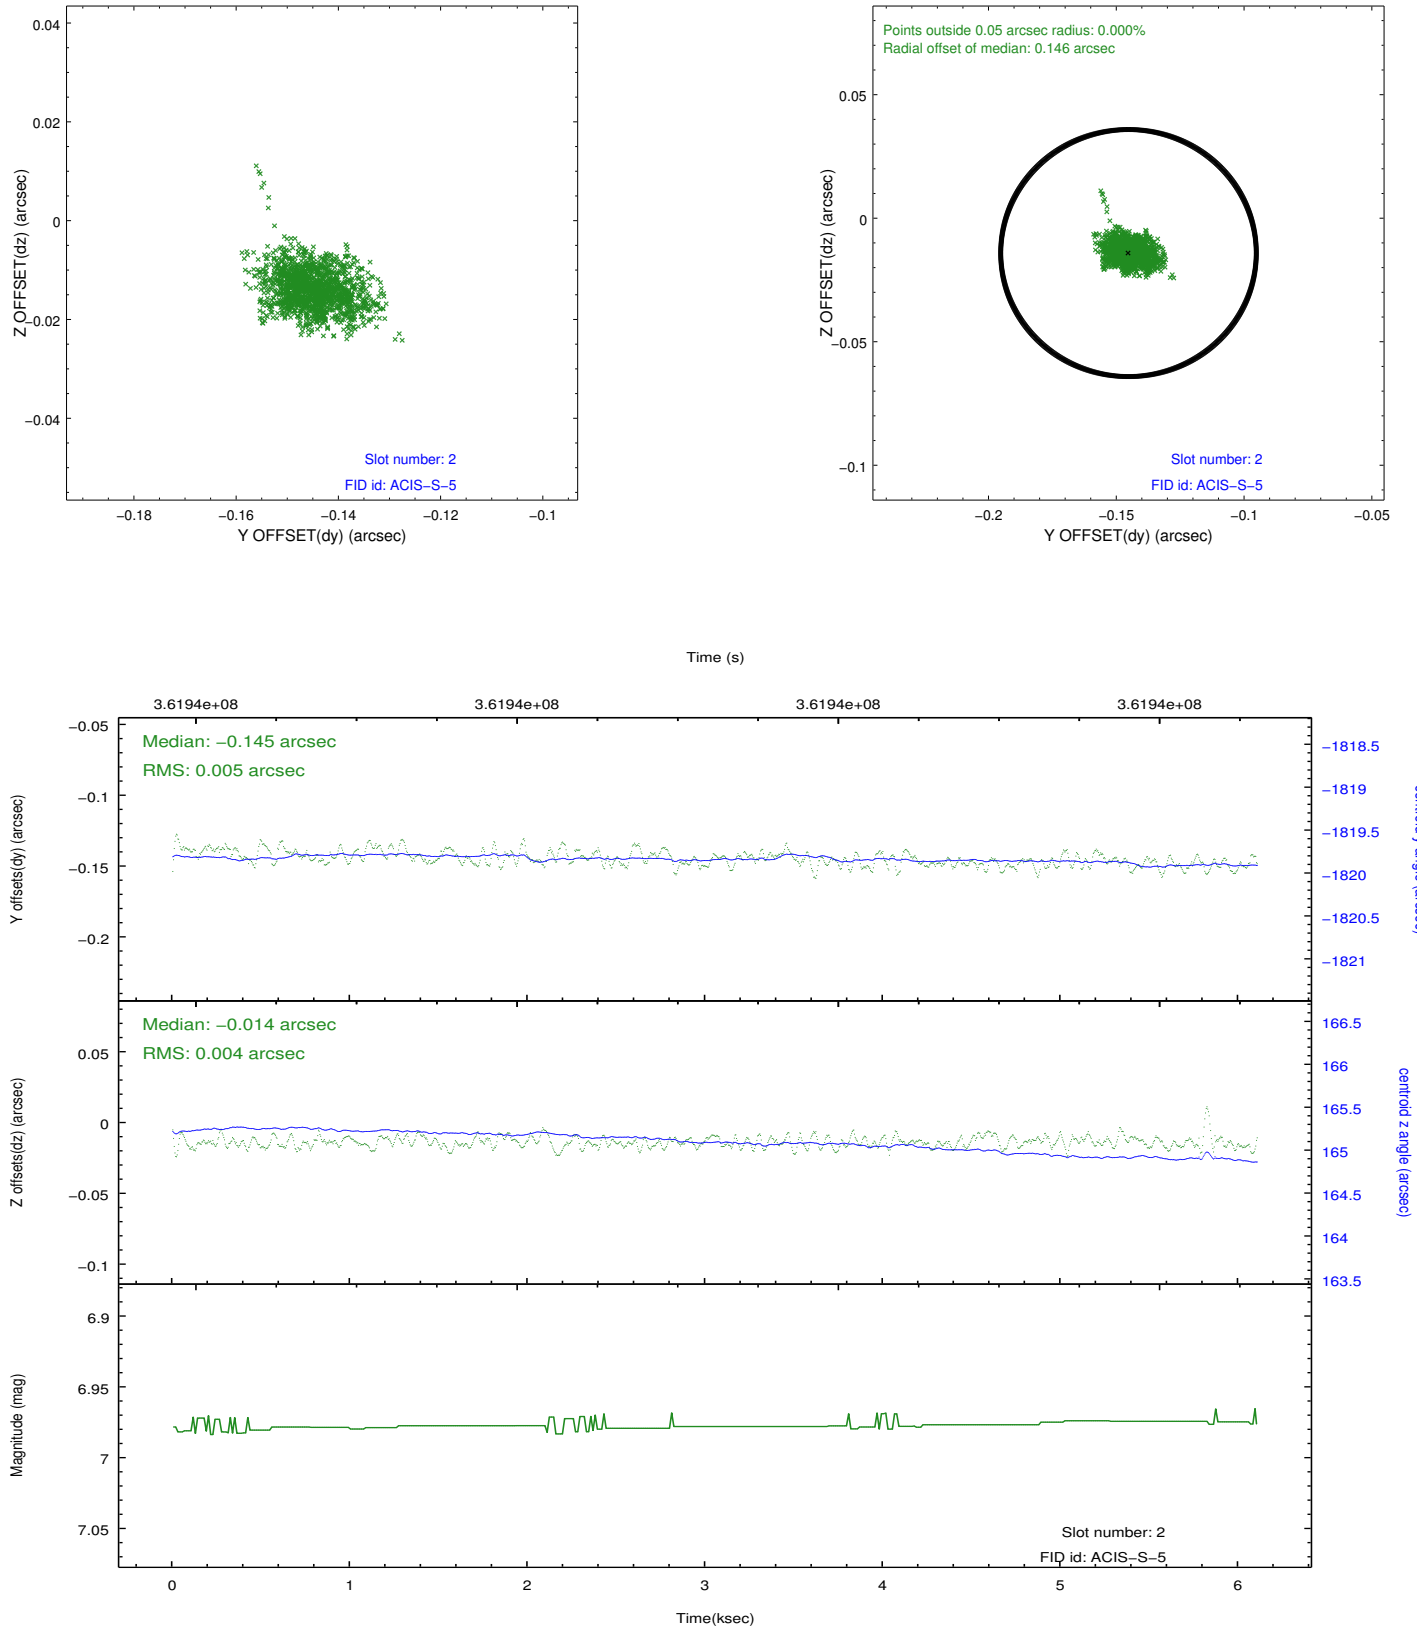 0.04
0.02
0
−0.02
−0.04
Z OFFSET(dz) (arcsec)
Slot number: 2
FID id: ACIS−S−5
−0.18
−0.16
−0.14
−0.12
−0.1
Y OFFSET(dy) (arcsec)
Points outside 0.05 arcsec radius: 0.000%
Radial offset of median: 0.146 arcsec
0.05
0
−0.05
−0.1
Z OFFSET(dz) (arcsec)
Slot number: 2
FID id: ACIS−S−5
−0.2
−0.15
−0.1
−0.05
Y OFFSET(dy) (arcsec)
Time (s)
3.6194e+08
3.6194e+08
3.6194e+08
3.6194e+08
−0.05
−0.1
−0.15
−0.2
Y offsets(dy) (arcsec)
Median: −0.145 arcsec
RMS: 0.005 arcsec
−1818.5
−1819
−1819.5
−1820
−1820.5
−1821
0.05
0
−0.05
−0.1
Z offsets(dz) (arcsec)
Median: −0.014 arcsec
RMS: 0.004 arcsec
166.5
166
165.5
165
164.5
164
163.5
centroid z angle (arcsec)
6.9
6.95
7
7.05
Magnitude (mag)
Slot number: 2
FID id: ACIS−S−5
0
1
2
3
4
5
6
Time(ksec)